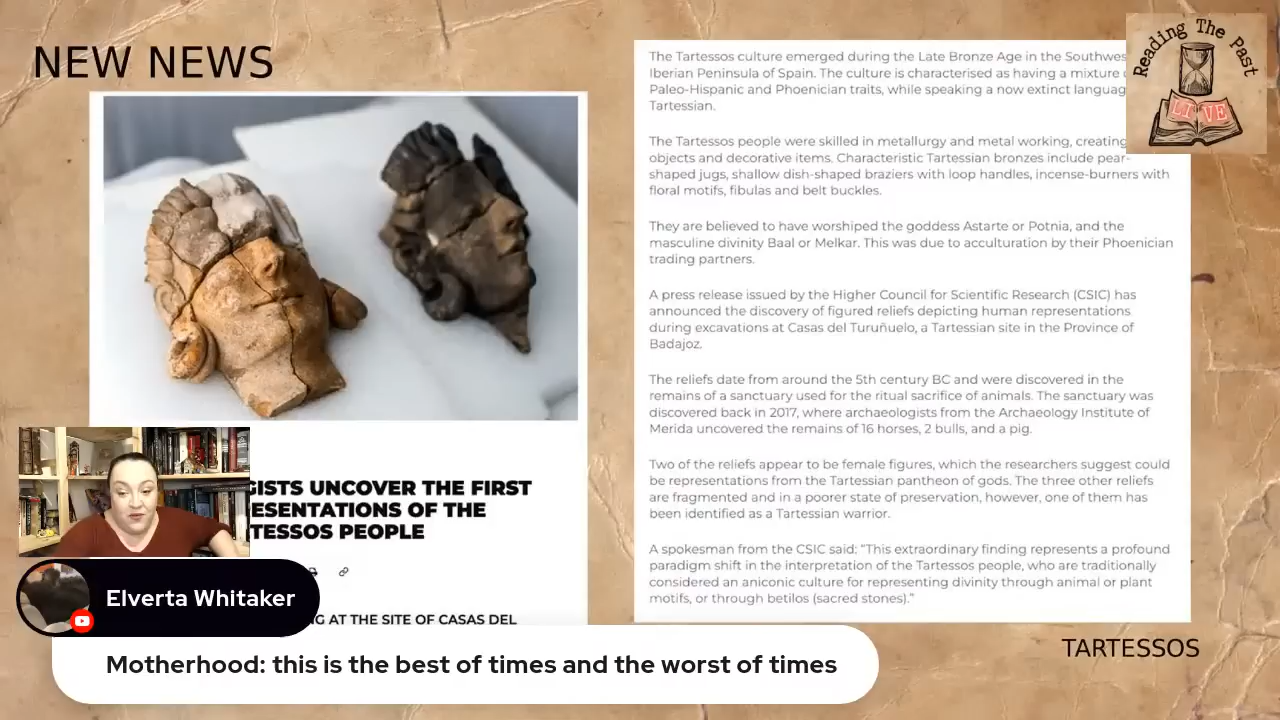 NEW NEWS
Reading The Past
LIVE
The Tartessos culture emerged during the Late Bronze Age in the
Iberian Peninsula of Spain. The culture is characterised as having a mixture
Paleo-Hispanic and Phoenician traits, while speaking a now extinct
Tartessian.
The Tartessos people were skilled in metallurgy and metal working, creating
objects and decorative items. Characteristic Tartessian bronzes include pear-
shaped jugs, shallow dish-shaped braziers with loop handles, incense-burners with
floral motifs, fibulas and belt buckles.
They are believed to have worshiped the goddess Astarte or Potnia, and the
masculine divinity Baal or Melkar. This was due to acculturation by their Phoenician
trading partners.
A press release issued by the Higher Council for Scientific Research (CSIC) has
announced the discovery of figured reliefs depicting human representations
during excavations at Casas del Turuñuelo, a Tartessian site in the Province of
Badajoz.
The reliefs date from around the 5th century BC and were discovered in the
remains of a sanctuary used for the ritual sacrifice of animals. The sanctuary was
discovered back in 2017, where archaeologists from the Archaeology Institute of
Merida uncovered the remains of 16 horses, 2 bulls, and a pig.
Two of the reliefs appear to be female figures, which the researchers suggest could
be representations from the Tartessian pantheon of gods. The three other reliefs
are fragmented and in a poorer state of preservation, however, one of them has
been identified as a Tartessian warrior.
A spokesman from the CSIC said: “This extraordinary finding represents a profound
paradigm shift in the interpretation of the Tartessos people, who are traditionally
considered an aniconic culture for representing divinity through animal or plant
motifs, or through betilos (sacred stones).”
UNCOVER THE FIRST
OF THE
PEOPLE
AT THE SITE OF CASAS DEL
TARTESSOS
Elverta Whitaker
Motherhood: this is the best of times and the worst of times